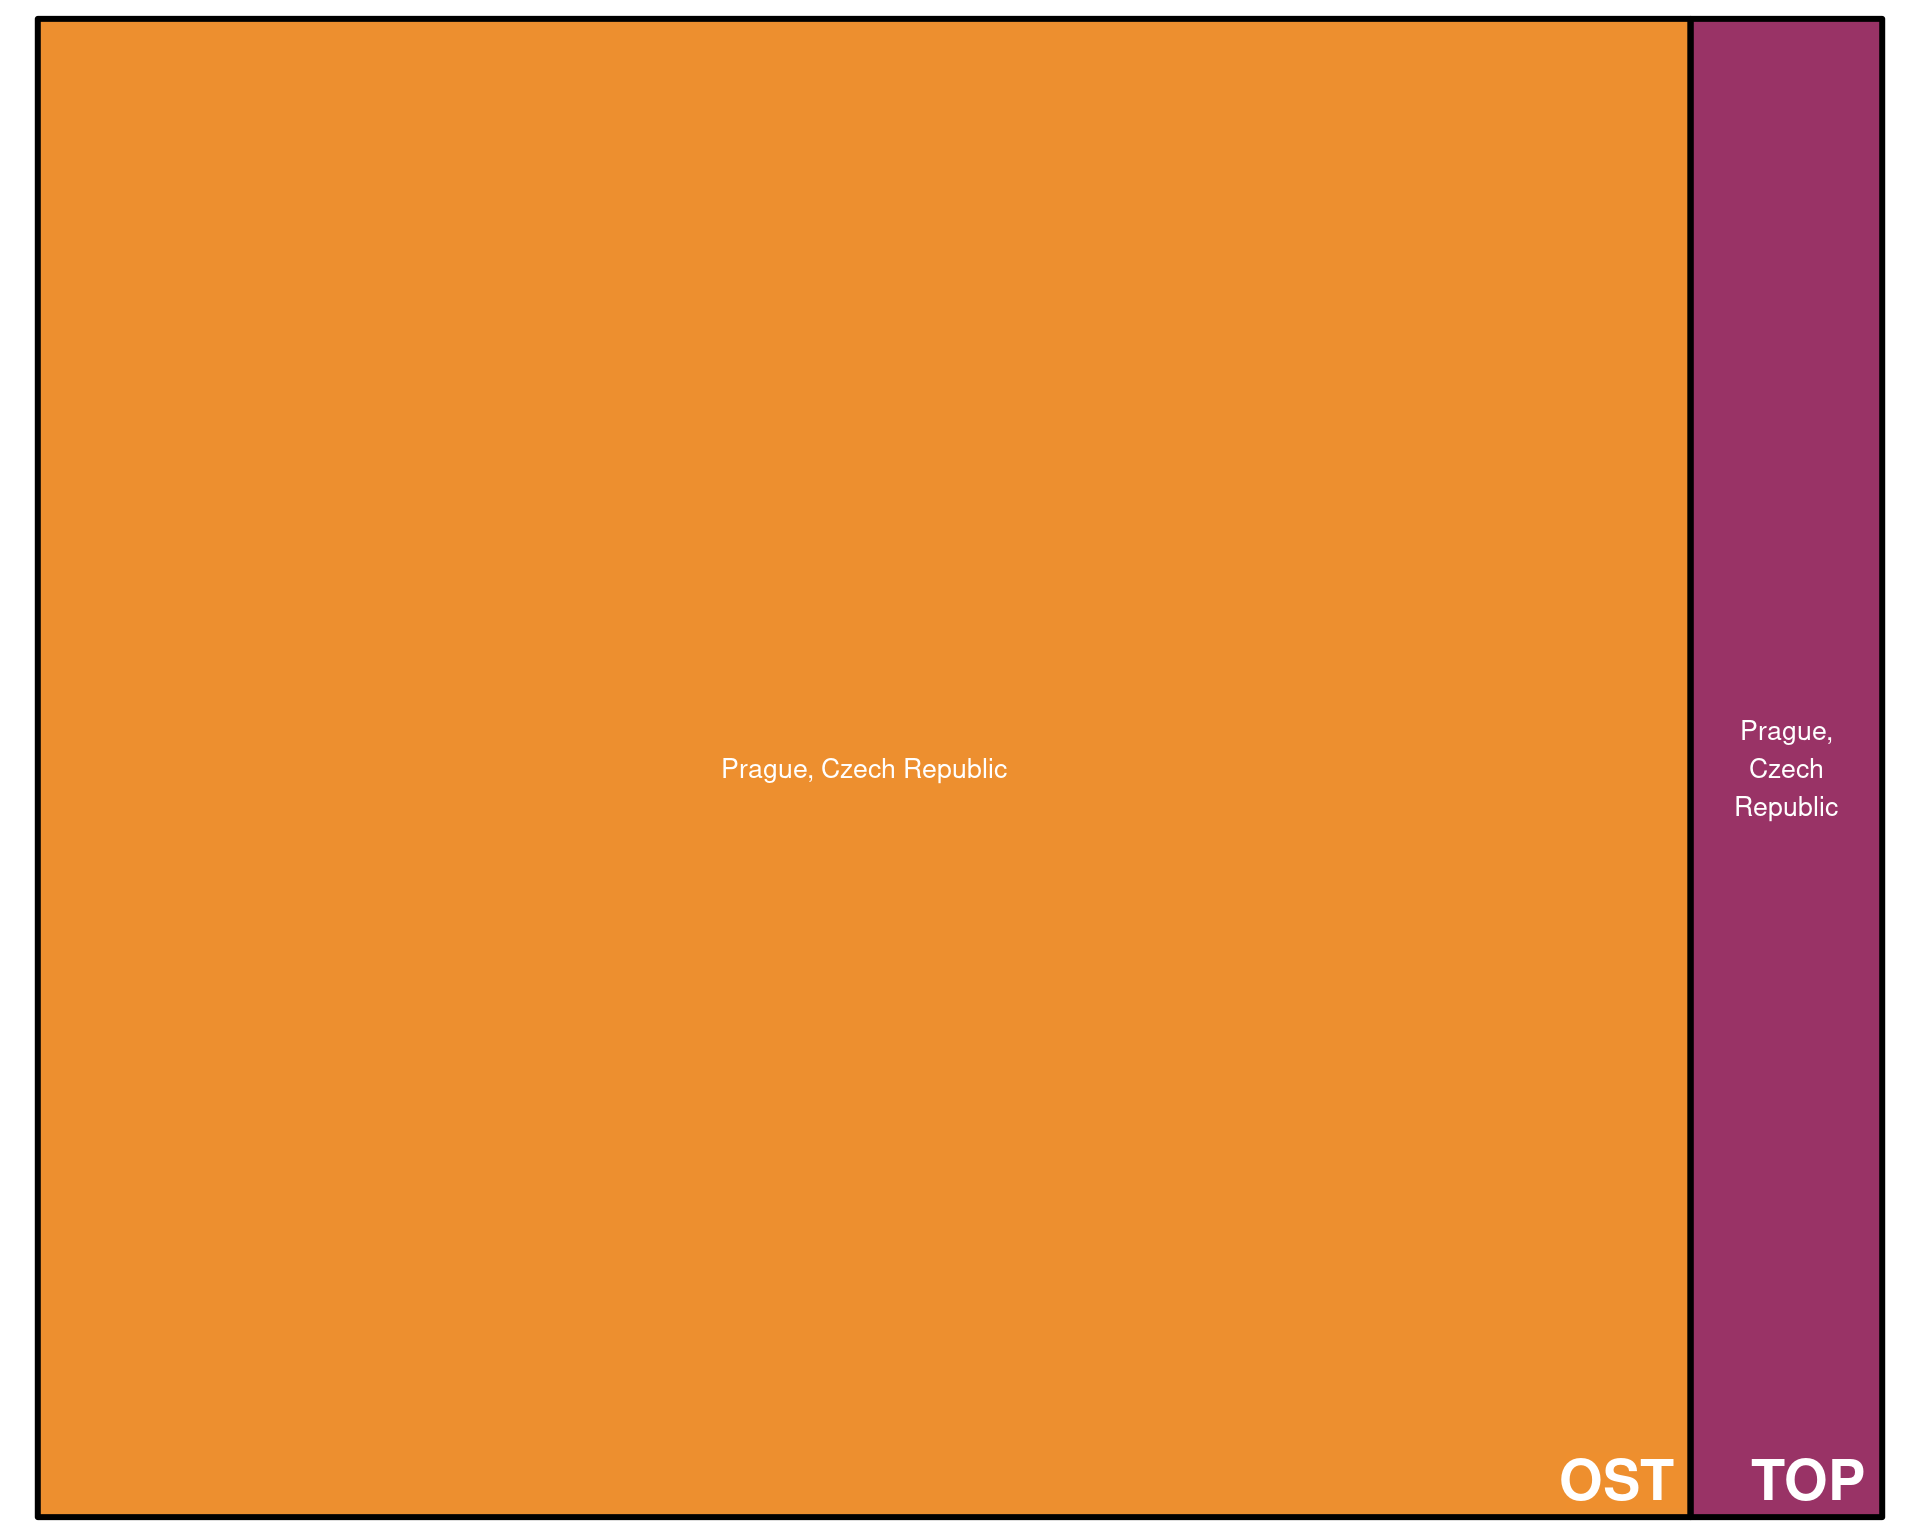 Prague, Czech Republic
Prague,
Czech
Republic
OST
TOP